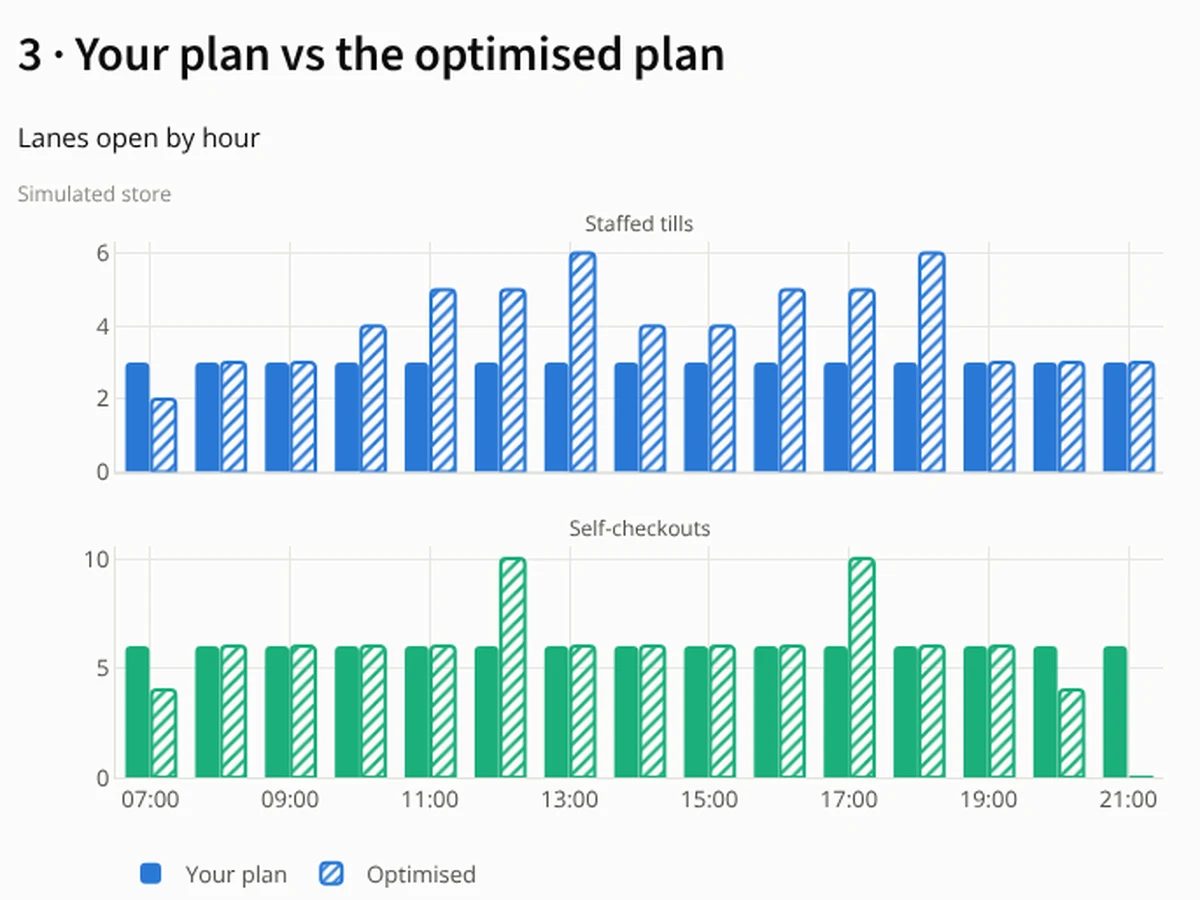 3 · Your plan vs the optimised plan
Lanes open by hour
Simulated store
Staffed tills
6
4
2
0
Self-checkouts
10
5
0
07:00 09:00 11:00 13:00 15:00 17:00 19:00 21:00
Your plan Optimised